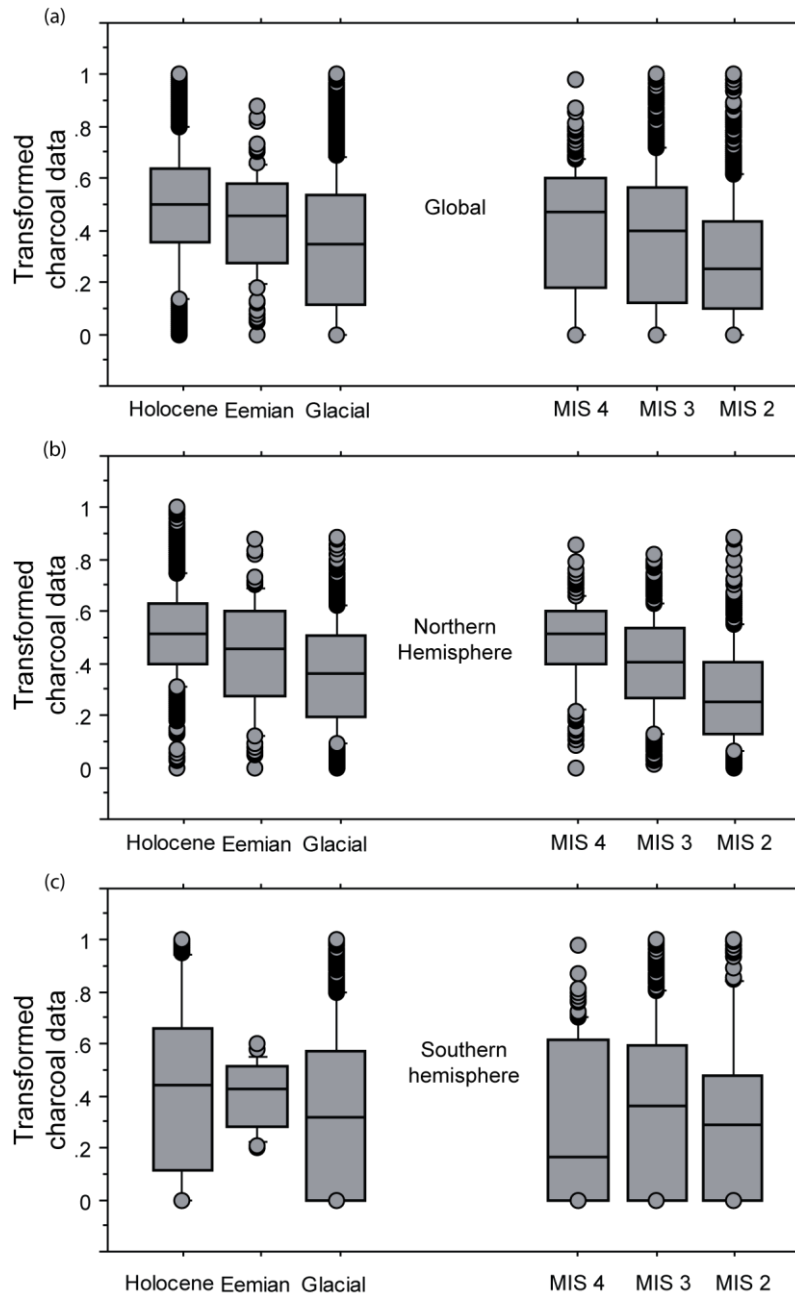 (a)
Transformed
charcoal data
1
.8
.6
.4
.2
0
Global
Holocene Eemian Glacial MIS 4 MIS 3 MIS 2
(b)
Transformed
charcoal data
1
.8
.6
.4
.2
0
Northern
Hemisphere
Holocene Eemian Glacial MIS 4 MIS 3 MIS 2
(c)
Transformed
charcoal data
1
.8
.6
.4
.2
0
Southern
hemisphere
Holocene Eemian Glacial MIS 4 MIS 3 MIS 2